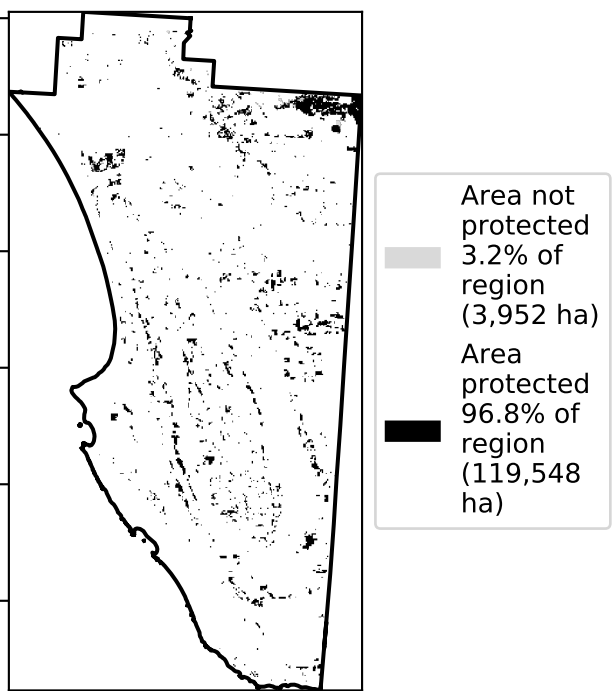 Area not
protected
3.2% of
region
(3,952 ha)
Area
protected
96.8% of
region
(119,548
ha)